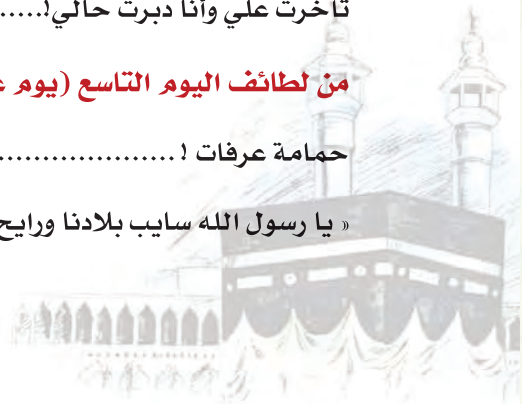 تأخرت علي وأنا دبرت حالي!.....
من لطائف اليوم التاسع (يوم
حمامة عرفات ! ....................
« يا رسول الله سايب بلادنا ورايح